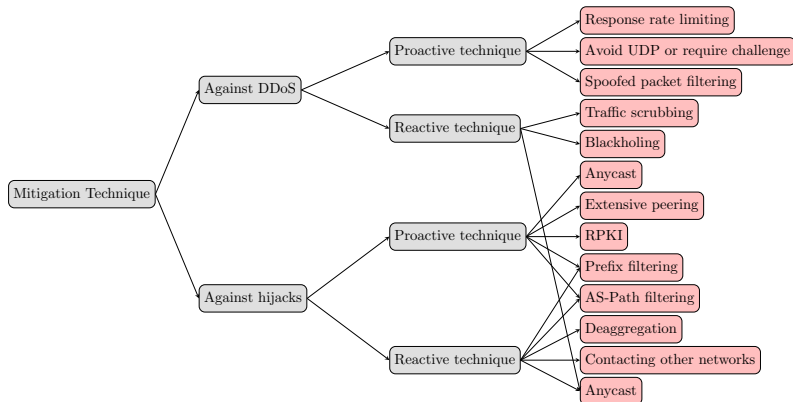 Response rate limiting
Proactive technique
Avoid UDP or require challenge
Spoofed packet filtering
Against DDoS
Traffic scrubbing
Reactive technique
Blackholing
Anycast
Mitigation Technique
Extensive peering
Proactive technique
RPKI
Prefix filtering
Against hijacks
AS-Path filtering
Deaggregation
Reactive technique
Contacting other networks
Anycast